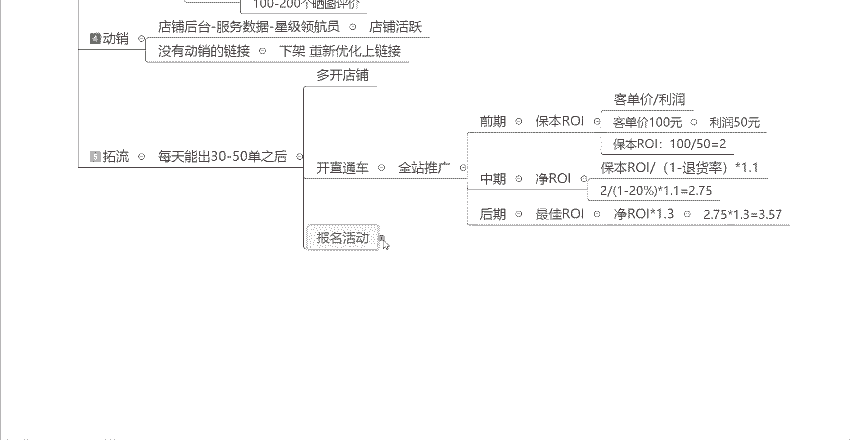 100-200个晒图评价
4 动销
店铺后台-服务数据-星级领航员
店铺活跃
没有动销的链接
下架 重新优化上链接
5 拓流
每天能出30-50单之后
多开店铺
开直通车
全站推广
前期
保本ROI
客单价/利润
客单价100元
利润50元
保本ROI：100/50=2
中期
净ROI
保本ROI/（1-退货率）*1.1
2/(1-20%)*1.1=2.75
后期
最佳ROI
净ROI*1.3
2.75*1.3=3.57
报名活动